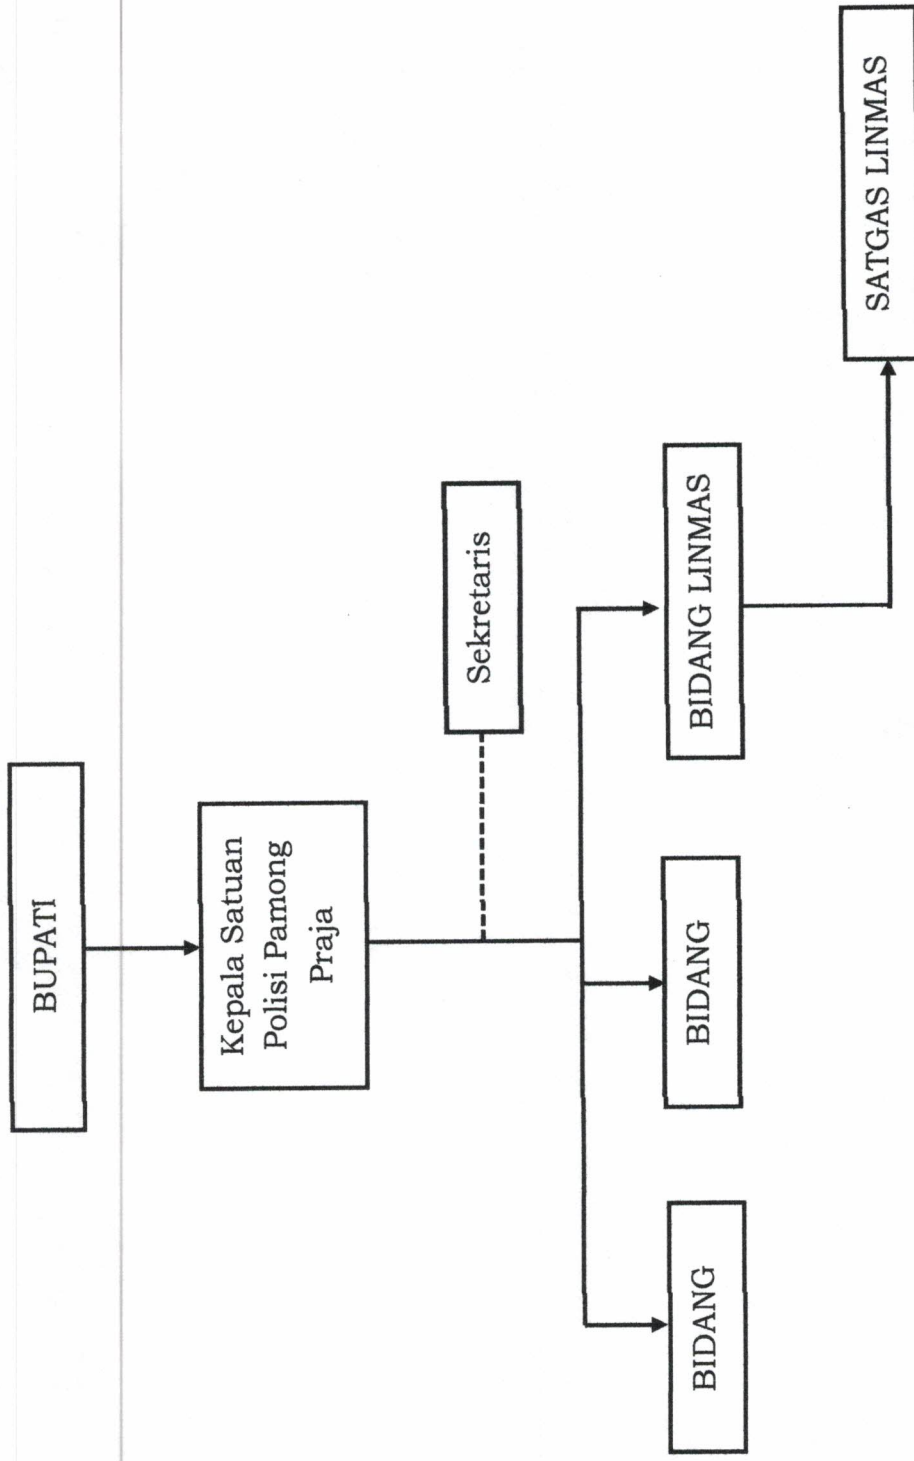 BUPATI
Kepala Satuan
Polisi Pamong
Praja
Sekretaris
BIDANG
BIDANG
BIDANG LINMAS
SATGAS LINMAS